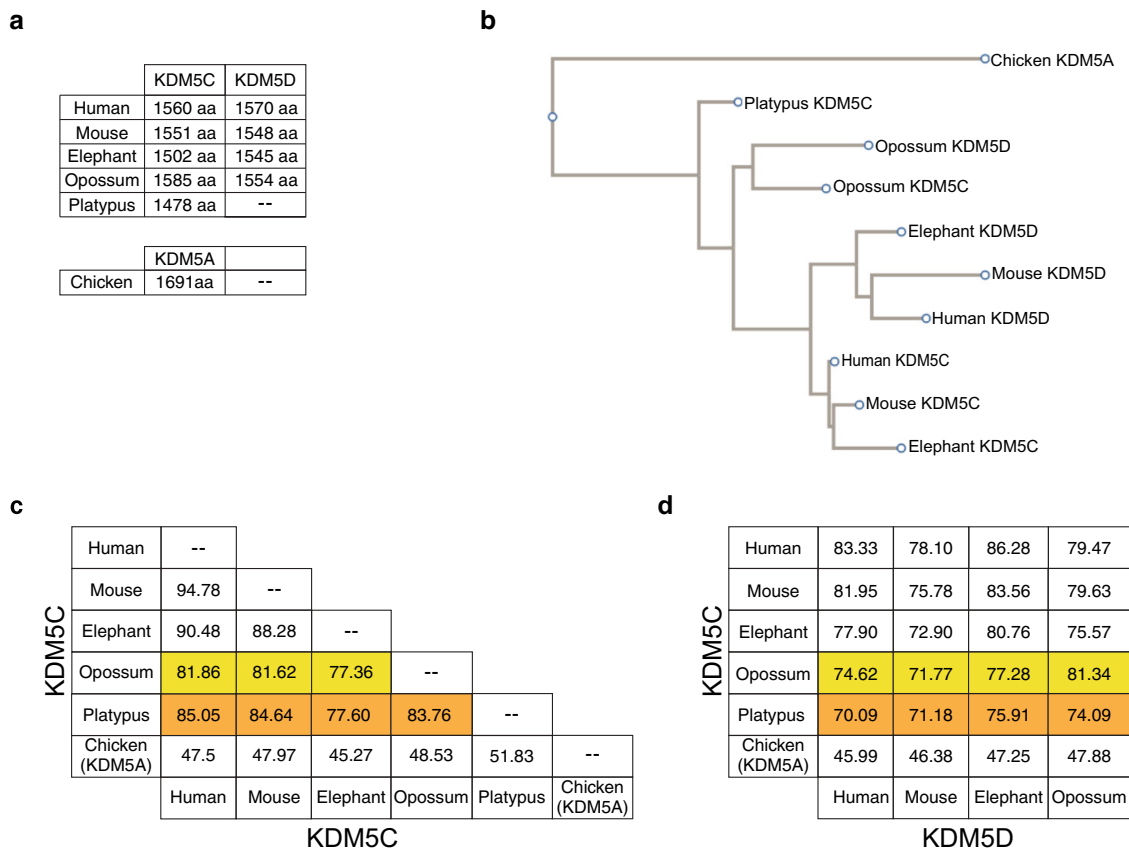 a
KDM5C KDM5D
Human 1560 aa 1570 aa
Mouse 1551 aa 1548 aa
Elephant 1502 aa 1545 aa
Opossum 1585 aa 1554 aa
Platypus 1478 aa --
KDM5A
Chicken 1691aa --
b
Chicken KDM5A
Platypus KDM5C
Opossum KDM5D
Opossum KDM5C
Elephant KDM5D
Mouse KDM5D
Human KDM5D
Human KDM5C
Mouse KDM5C
Elephant KDM5C
c
KDM5C
Human --
Mouse 94.78 --
Elephant 90.48 88.28 --
Opossum 81.86 81.62 77.36 --
Platypus 85.05 84.64 77.60 83.76 --
Chicken
(KDM5A) 47.5 47.97 45.27 48.53 51.83 --
Human Mouse Elephant Opossum Platypus Chicken
(KDM5A)
KDM5C
d
KDM5C
Human 83.33 78.10 86.28 79.47
Mouse 81.95 75.78 83.56 79.63
Elephant 77.90 72.90 80.76 75.57
Opossum 74.62 71.77 77.28 81.34
Platypus 70.09 71.18 75.91 74.09
Chicken
(KDM5A) 45.99 46.38 47.25 47.88
Human Mouse Elephant Opossum
KDM5D